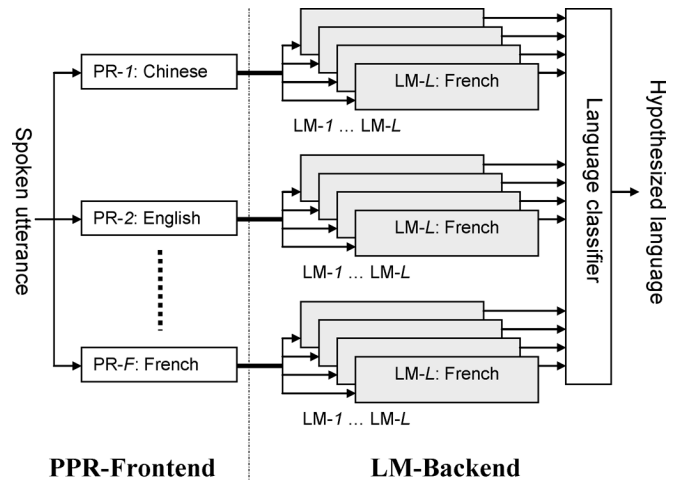 Spoken utterance
PR-1: Chinese
LM-L: French
LM-1 ... LM-L
PR-2: English
LM-L: French
LM-1 ... LM-L
PR-F: French
LM-L: French
LM-1 ... LM-L
Language classifier
Hypothesized language
PPR-Frontend
LM-Backend